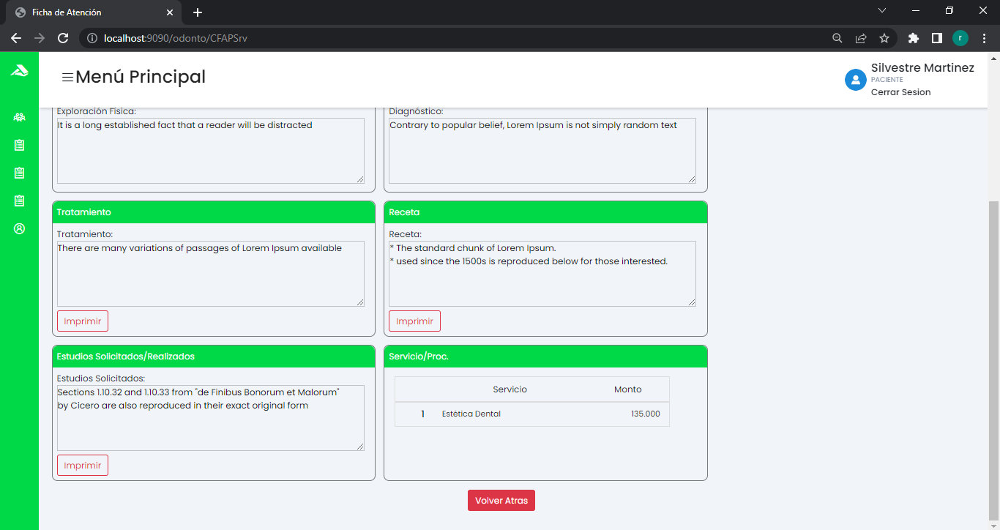 Ficha de Atención
localhost:9090/odonto/CFAPSrv
r
Menú Principal
Silvestre Martinez
PACIENTE
Cerrar Sesion
Exploración Física:
It is a long established fact that a reader will be distracted
Diagnóstico:
Contrary to popular belief, Lorem Ipsum is not simply random text
Tratamiento
Tratamiento:
There are many variations of passages of Lorem Ipsum available
Imprimir
Receta
Receta:
* The standard chunk of Lorem Ipsum.
* used since the 1500s is reproduced below for those interested.
Imprimir
Estudios Solicitados/Realizados
Estudios Solicitados:
Sections 1.10.32 and 1.10.33 from "de Finibus Bonorum et Malorum"
by Cicero are also reproduced in their exact original form
Imprimir
Servicio/Proc.
Servicio Monto
1 Estética Dental 135.000
Volver Atras